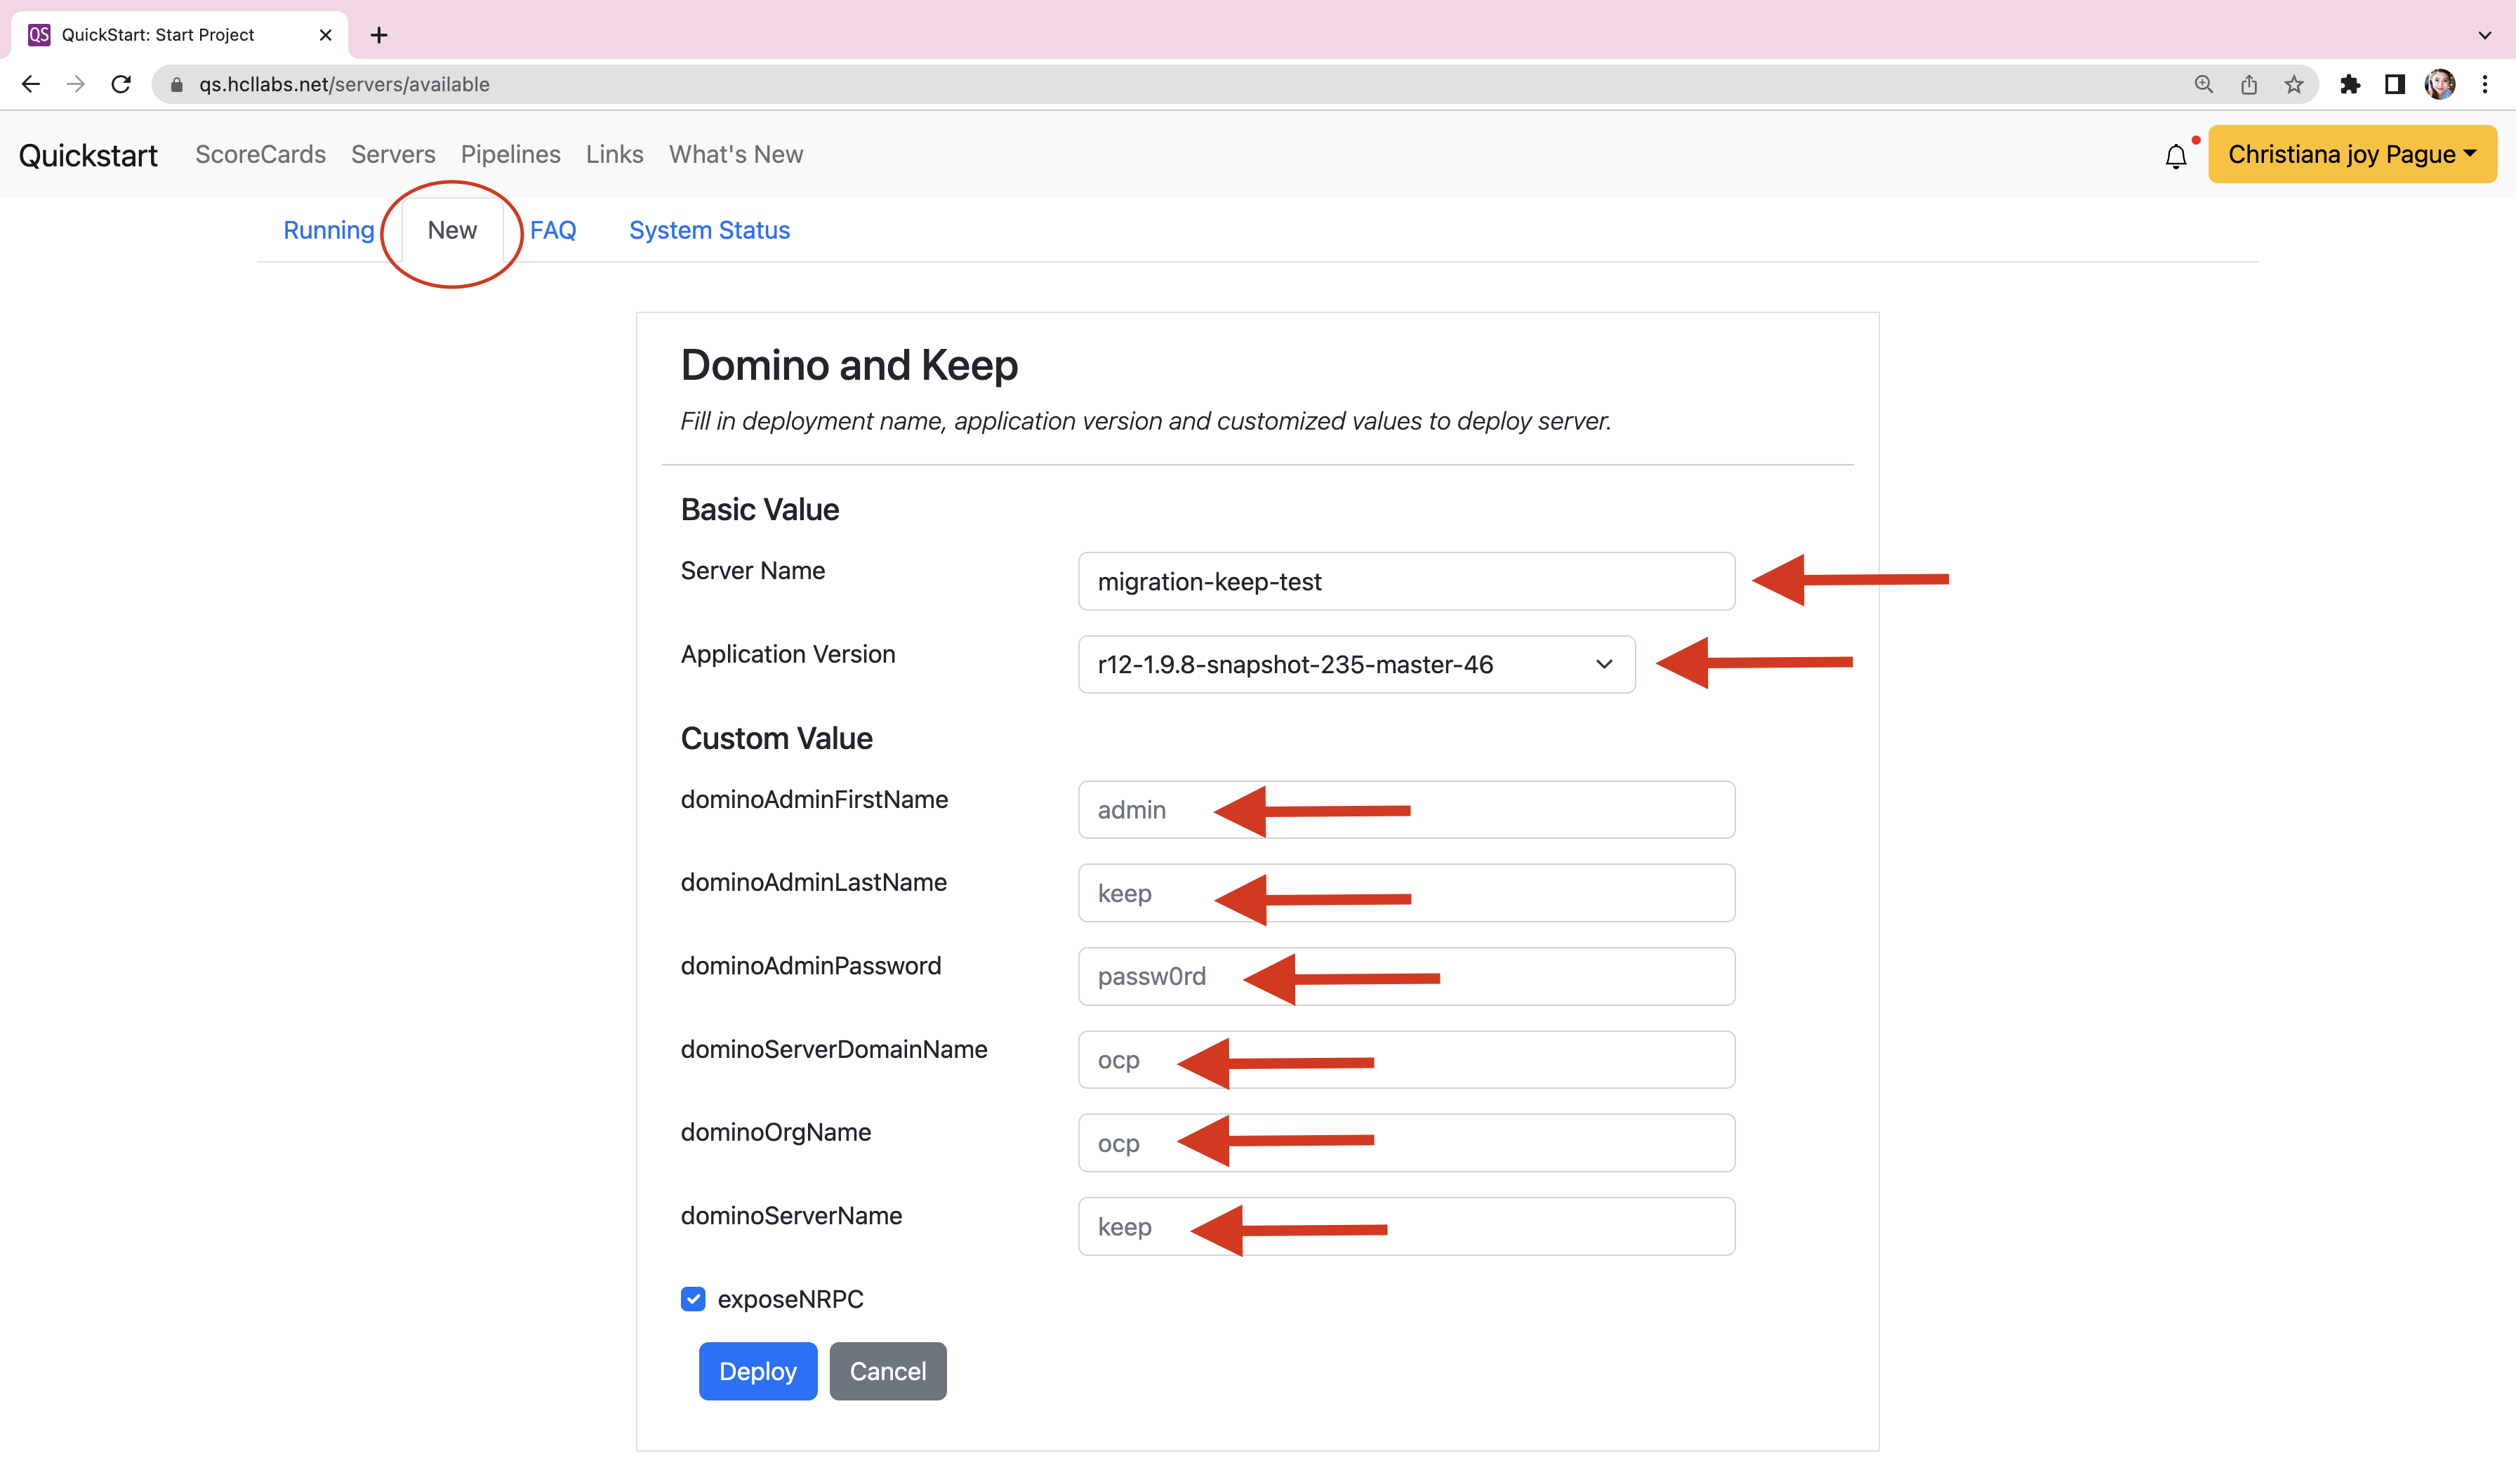 QS QuickStart: Start Project
qs.hcllabs.net/servers/available
Quickstart ScoreCards Servers Pipelines Links What's New Christiana joy Pague
Running New FAQ System Status
Domino and Keep
Fill in deployment name, application version and customized values to deploy server.
Basic Value
Server Name migration-keep-test
Application Version r12-1.9.8-snapshot-235-master-46
Custom Value
dominoAdminFirstName admin
dominoAdminLastName keep
dominoAdminPassword passw0rd
dominoServerDomainName ocp
dominoOrgName ocp
dominoServerName keep
exposeNRPC
Deploy Cancel